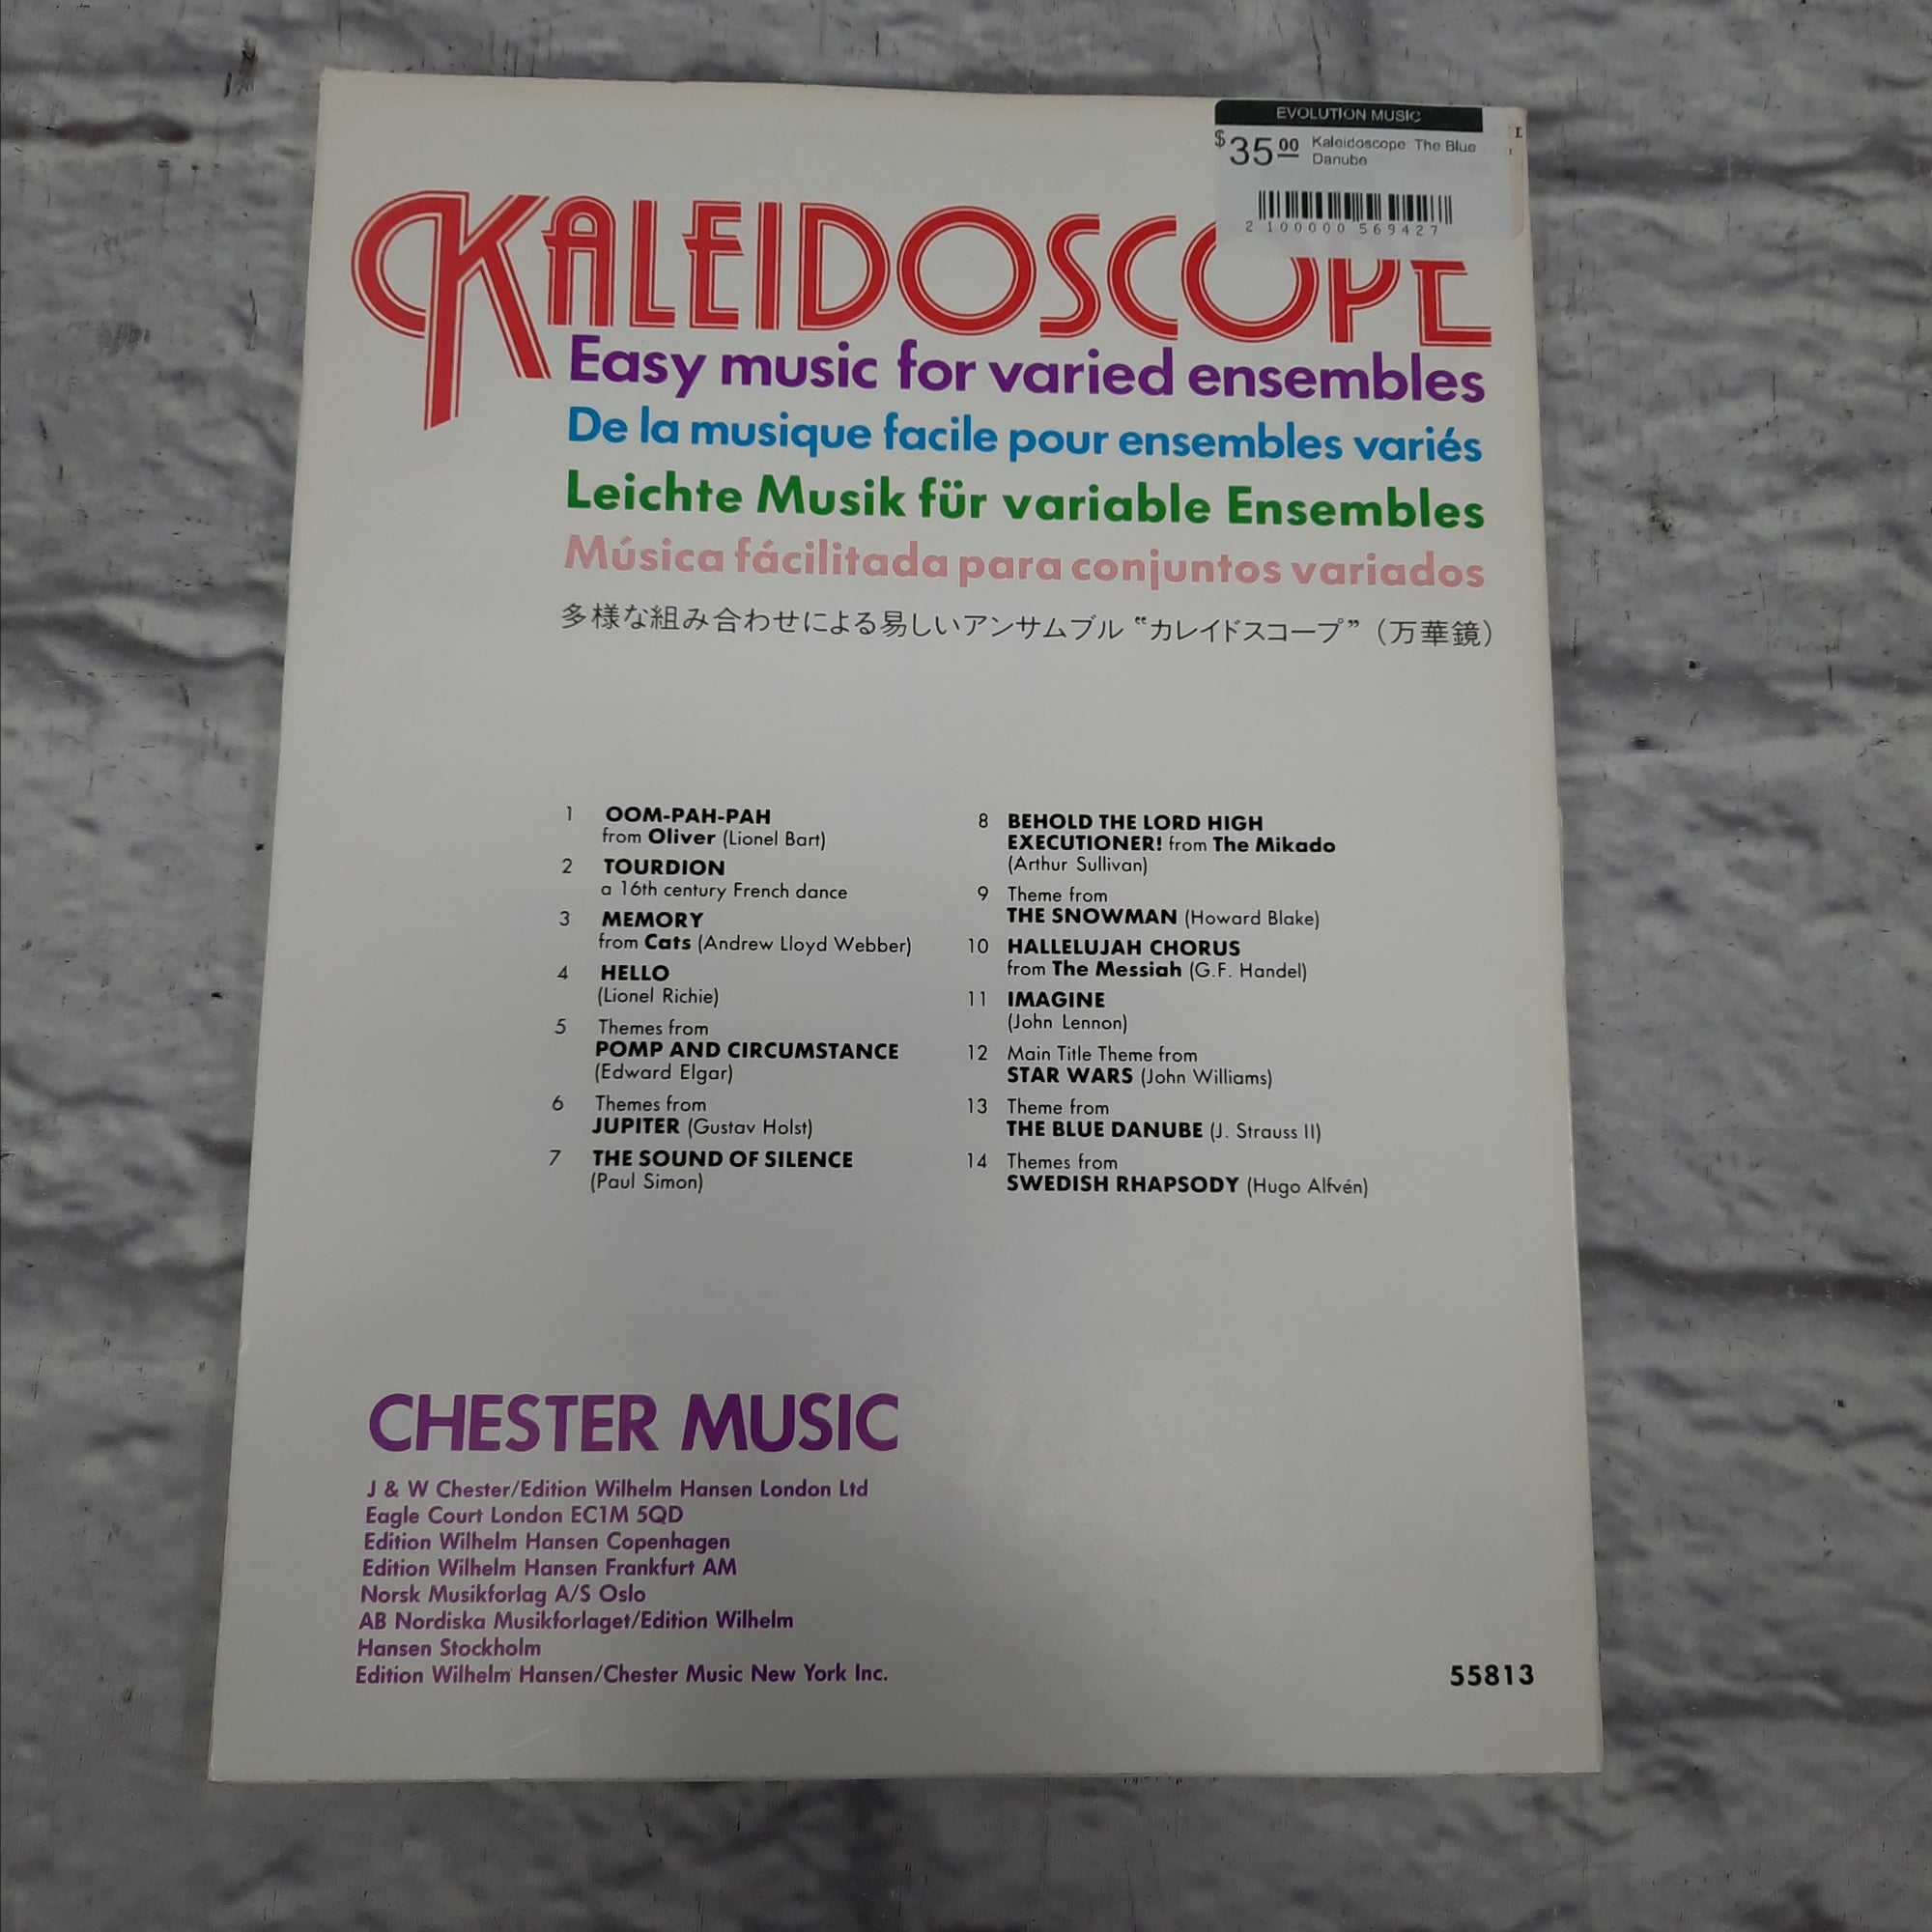 EVOLUTION MUSIC
$35.00 Kaleidoscope: The Blue
Danube
2 100000 569427
KALEIDOSCOPE
Easy music for varied ensembles
De la musique facile pour ensembles variés
Leichte Musik für variable Ensembles
Música fácilitada para conjuntos variados
多様な組み合わせによる易しいアンサムブル “カレイドスコープ”（万華鏡）
1 OOM-PAH-PAH
from Oliver (Lionel Bart)
2 TOURDION
a 16th century French dance
3 MEMORY
from Cats (Andrew Lloyd Webber)
4 HELLO
(Lionel Richie)
5 Themes from
POMP AND CIRCUMSTANCE
(Edward Elgar)
6 Themes from
JUPITER (Gustav Holst)
7 THE SOUND OF SILENCE
(Paul Simon)
8 BEHOLD THE LORD HIGH
EXECUTIONER! from The Mikado
(Arthur Sullivan)
9 Theme from
THE SNOWMAN (Howard Blake)
10 HALLELUJAH CHORUS
from The Messiah (G.F. Handel)
11 IMAGINE
(John Lennon)
12 Main Title Theme from
STAR WARS (John Williams)
13 Theme from
THE BLUE DANUBE (J. Strauss II)
14 Themes from
SWEDISH RHAPSODY (Hugo Alfvén)
CHESTER MUSIC
J & W Chester/Edition Wilhelm Hansen London Ltd
Eagle Court London EC1M 5QD
Edition Wilhelm Hansen Copenhagen
Edition Wilhelm Hansen Frankfurt AM
Norsk Musikforlag A/S Oslo
AB Nordiska Musikforlaget/Edition Wilhelm
Hansen Stockholm
Edition Wilhelm Hansen/Chester Music New York Inc.
55813